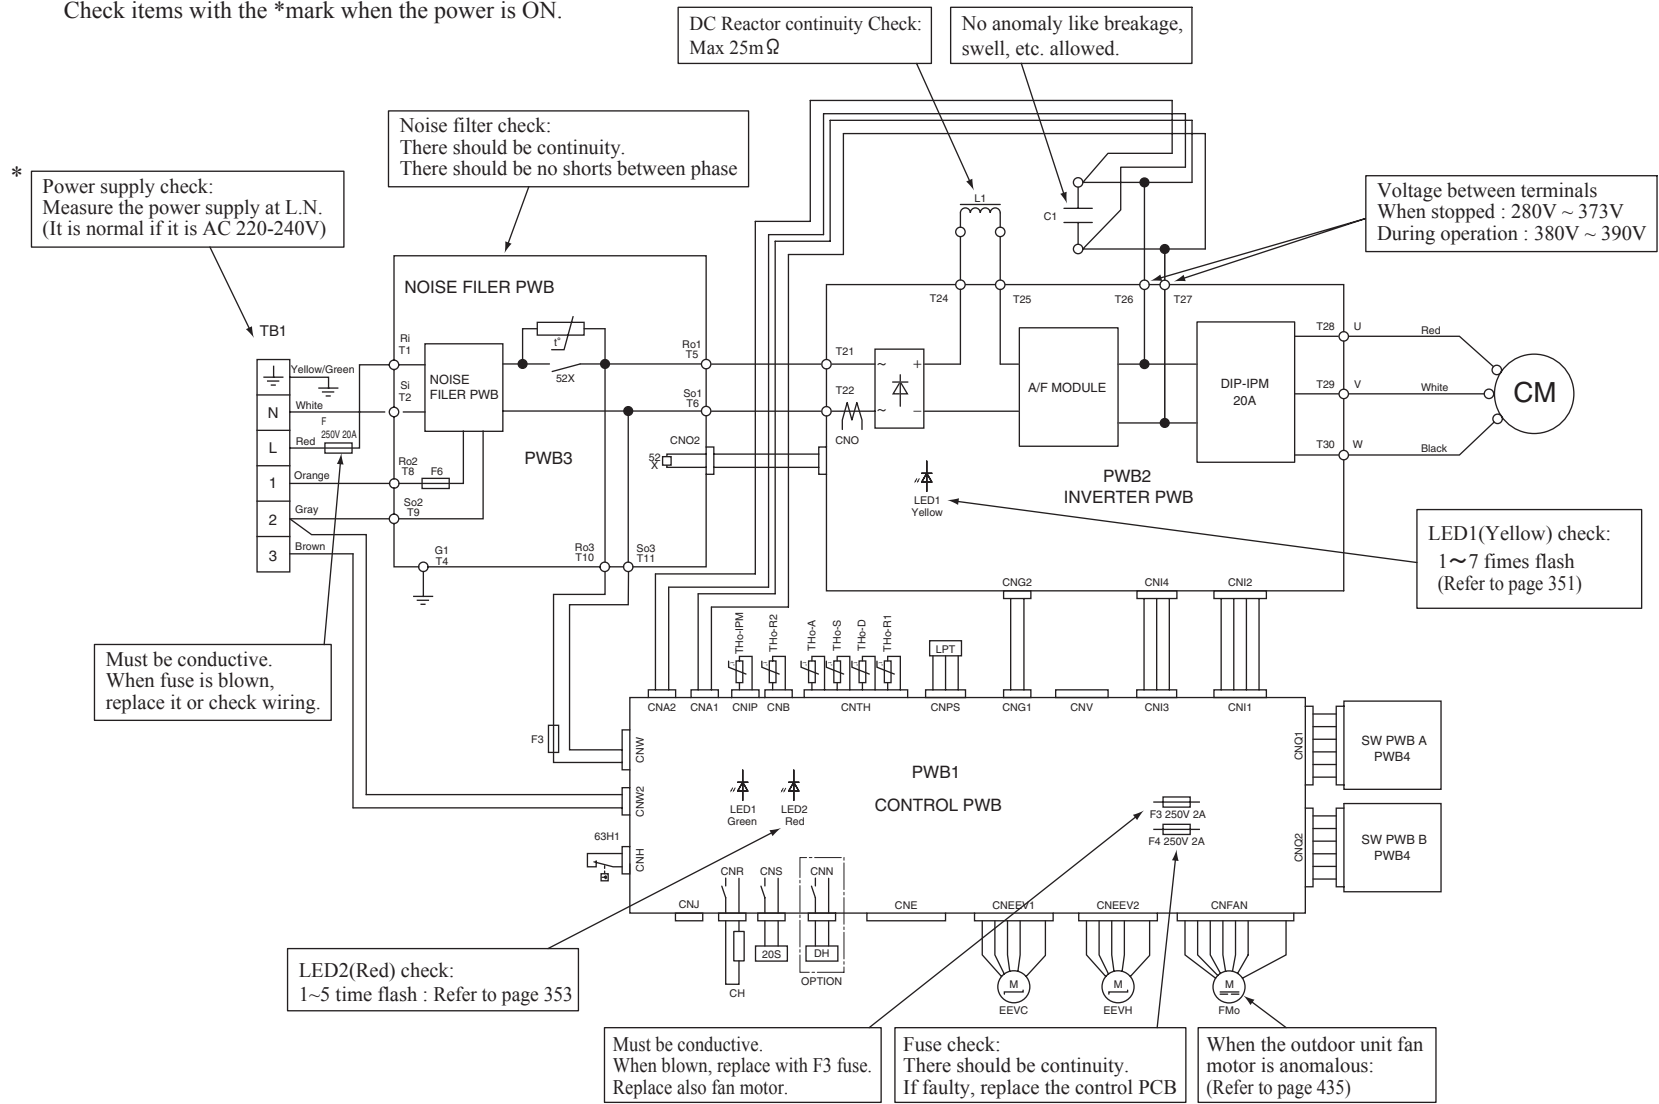 Check items with the *mark when the power is ON.
DC Reactor continuity Check:
Max 25mΩ
No anomaly like breakage,
swell, etc. allowed.
Noise filter check:
There should be continuity.
There should be no shorts between phase
*
Power supply check:
Measure the power supply at L.N.
(It is normal if it is AC 220-240V)
Voltage between terminals
When stopped : 280V ~ 373V
During operation : 380V ~ 390V
L1
C1
NOISE FILER PWB
T24
T25
T26
T27
TB1
Ri
T1
Si
T2
NOISE
FILER PWB
t°
52X
Ro1
T5
So1
T6
T21
T22
~
+
~
−
A/F MODULE
DIP-IPM
20A
T28
U
Red
T29
V
White
T30
W
Black
CM
Yellow/Green
N
White
F
250V 20A
L
Red
1
Orange
2
Gray
3
Brown
Ro2
T8
F6
So2
T9
PWB3
52
X
CNO2
CNO
PWB2
INVERTER PWB
LED1
Yellow
G1
T4
Ro3
T10
So3
T11
LED1(Yellow) check:
1〜7 fimes flash
(Refer to page 351)
CNG2
CNI4
CNI2
Must be conductive.
When fuse is blown,
replace it or check wiring.
THo-IPM
THo-R2
THo-A
THo-S
THo-D
THo-R1
LPT
CNA2
CNA1
CNIP
CNB
CNTH
CNPS
CNG1
CNV
CNI3
CNI1
F3
CNW
CNW2
63H1
CNH
PWB1
CONTROL PWB
LED1
Green
LED2
Red
F3 250V 2A
F4 250V 2A
CNQ1
SW PWB A
PWB4
CNQ2
SW PWB B
PWB4
CNR
CNS
CNN
CNJ
CNE
CNEEV1
CNEEV2
CNFAN
20S
DH
CH
OPTION
M
EEVC
M
EEVH
M
FMo
LED2(Red) check:
1~5 time flash : Refer to page 353
Must be conductive.
When blown, replace with F3 fuse.
Replace also fan motor.
Fuse check:
There should be continuity.
If faulty, replace the control PCB
When the outdoor unit fan
motor is anomalous:
(Refer to page 435)